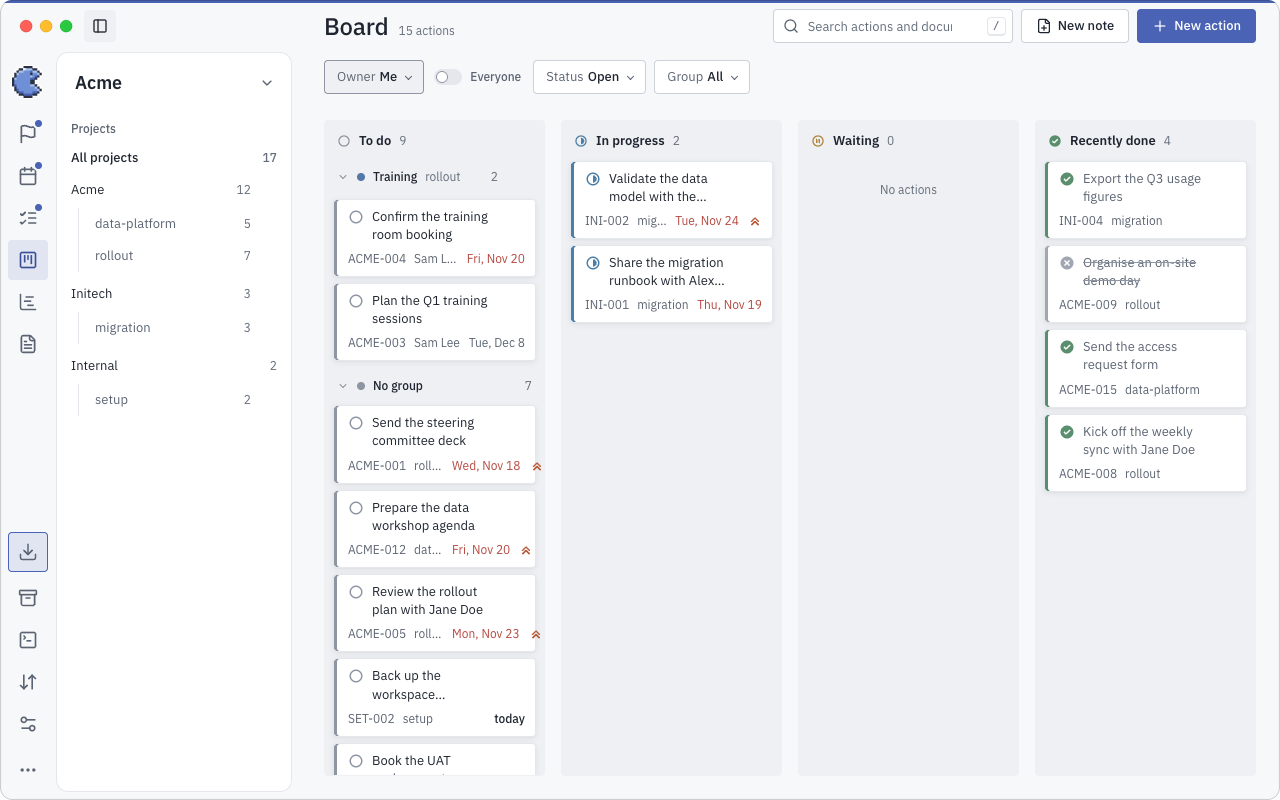 Board 15 actions
Search actions and docu
/
New note
New action
Acme
Owner Me
Everyone
Status Open
Group All
Projects
All projects 17
Acme 12
data-platform 5
rollout 7
Initech 3
migration 3
Internal 2
setup 2
To do 9
Training rollout 2
Confirm the training
room booking
ACME-004 Sam L... Fri, Nov 20
Plan the Q1 training
sessions
ACME-003 Sam Lee Tue, Dec 8
No group 7
Send the steering
committee deck
ACME-001 roll... Wed, Nov 18
Prepare the data
workshop agenda
ACME-012 dat... Fri, Nov 20
Review the rollout
plan with Jane Doe
ACME-005 roll... Mon, Nov 23
Back up the
workspace...
SET-002 setup today
Book the UAT
In progress 2
Validate the data
model with the...
INI-002 mig... Tue, Nov 24
Share the migration
runbook with Alex...
INI-001 migration Thu, Nov 19
Waiting 0
No actions
Recently done 4
Export the Q3 usage
figures
INI-004 migration
Organise an on-site
demo day
ACME-009 rollout
Send the access
request form
ACME-015 data-platform
Kick off the weekly
sync with Jane Doe
ACME-008 rollout